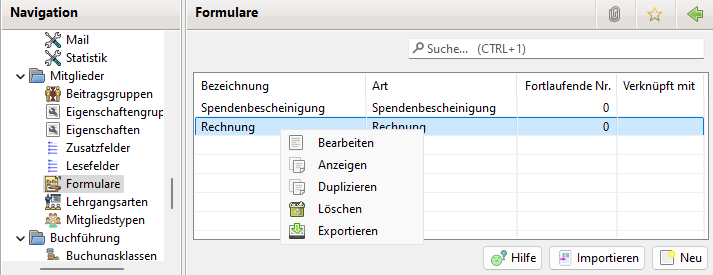 Navigation
Mail
Statistik
Mitglieder
Beitragsgruppen
Eigenschaftengrup
Eigenschaften
Zusatzfelder
Lesefelder
Formulare
Lehrgangsarten
Mitgliedstypen
Buchführung
Buchungsklassen
Formulare
Suche... (CTRL+1)
Bezeichnung Art Fortlaufende Nr. Verknüpft mit
Spendenbescheinigung Spendenbescheinigung 0
Rechnung Rechnung 0
Bearbeiten
Anzeigen
Duplizieren
Löschen
Exportieren
Hilfe Importieren Neu